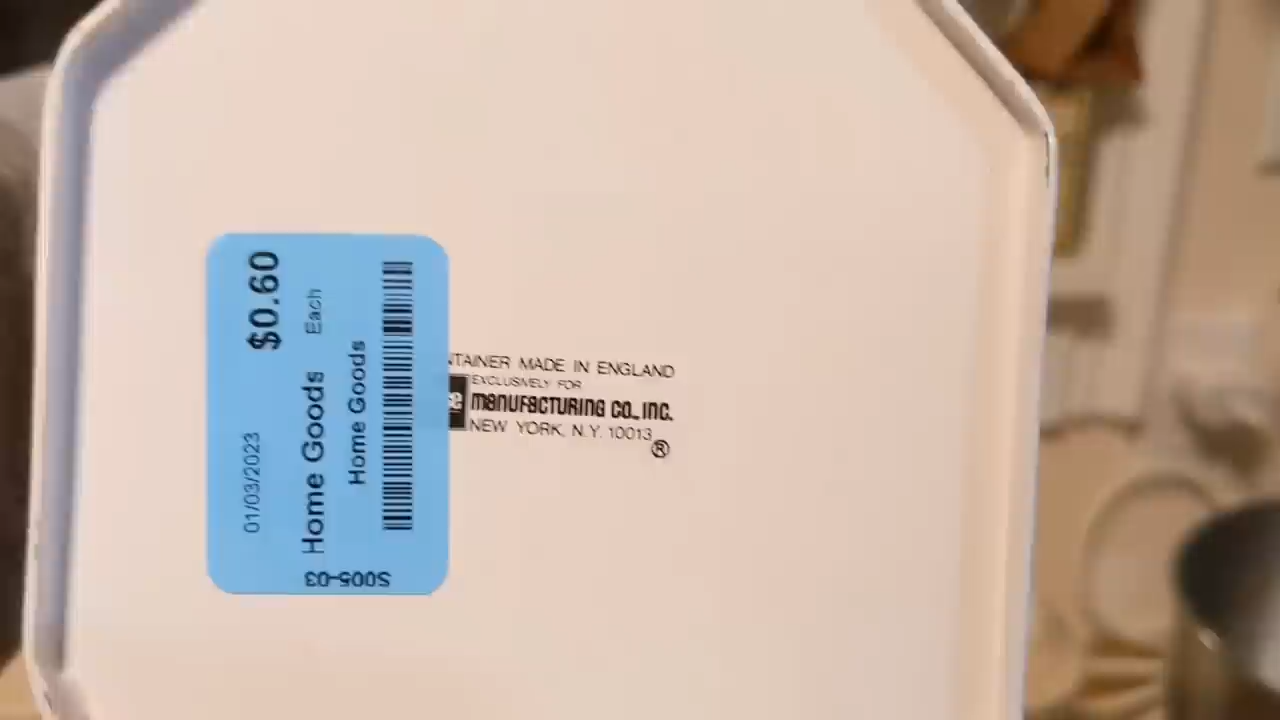 $0.60
01/03/2023
Each
Home Goods
Home Goods
S005-03
NTAINER MADE IN ENGLAND
EXCLUSIVELY FOR
MANUFACTURING CO., INC.
NEW YORK, N.Y. 10013
®